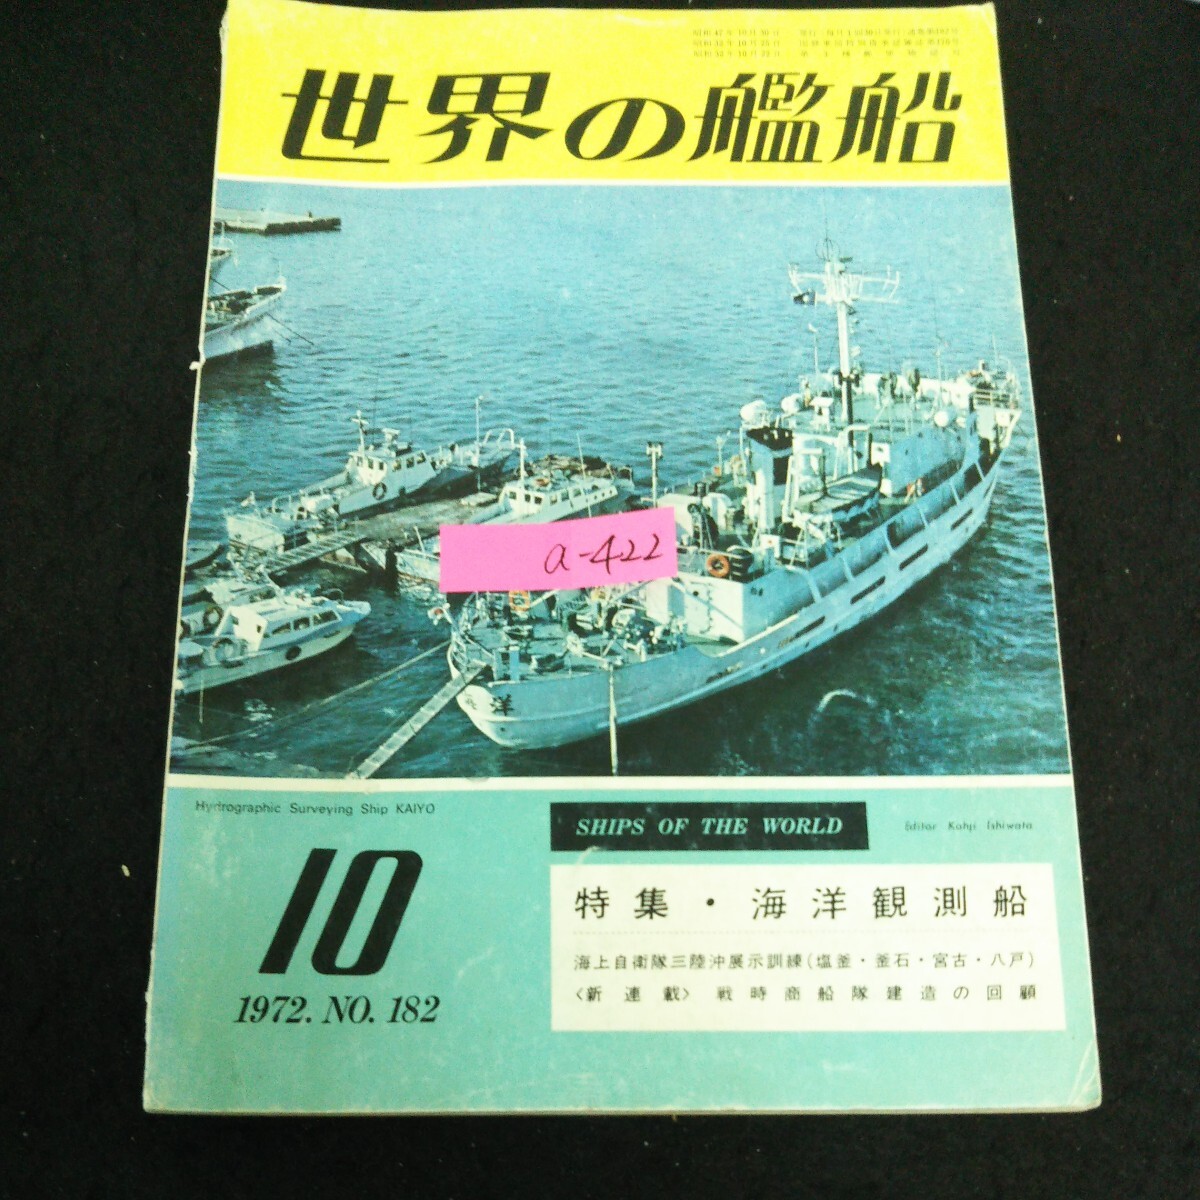 世界の艦船
a-422
洋
Hydrographic Surveying Ship KAIYO
SHIPS OF THE WORLD
Editor Kohji Ishiwata
10
1972. NO. 182
特集・海洋観測船
海上自衛隊三陸沖展示訓練(塩釜・釜石・宮古・八戸)
〈新連載〉 戦時商船隊建造の回顧